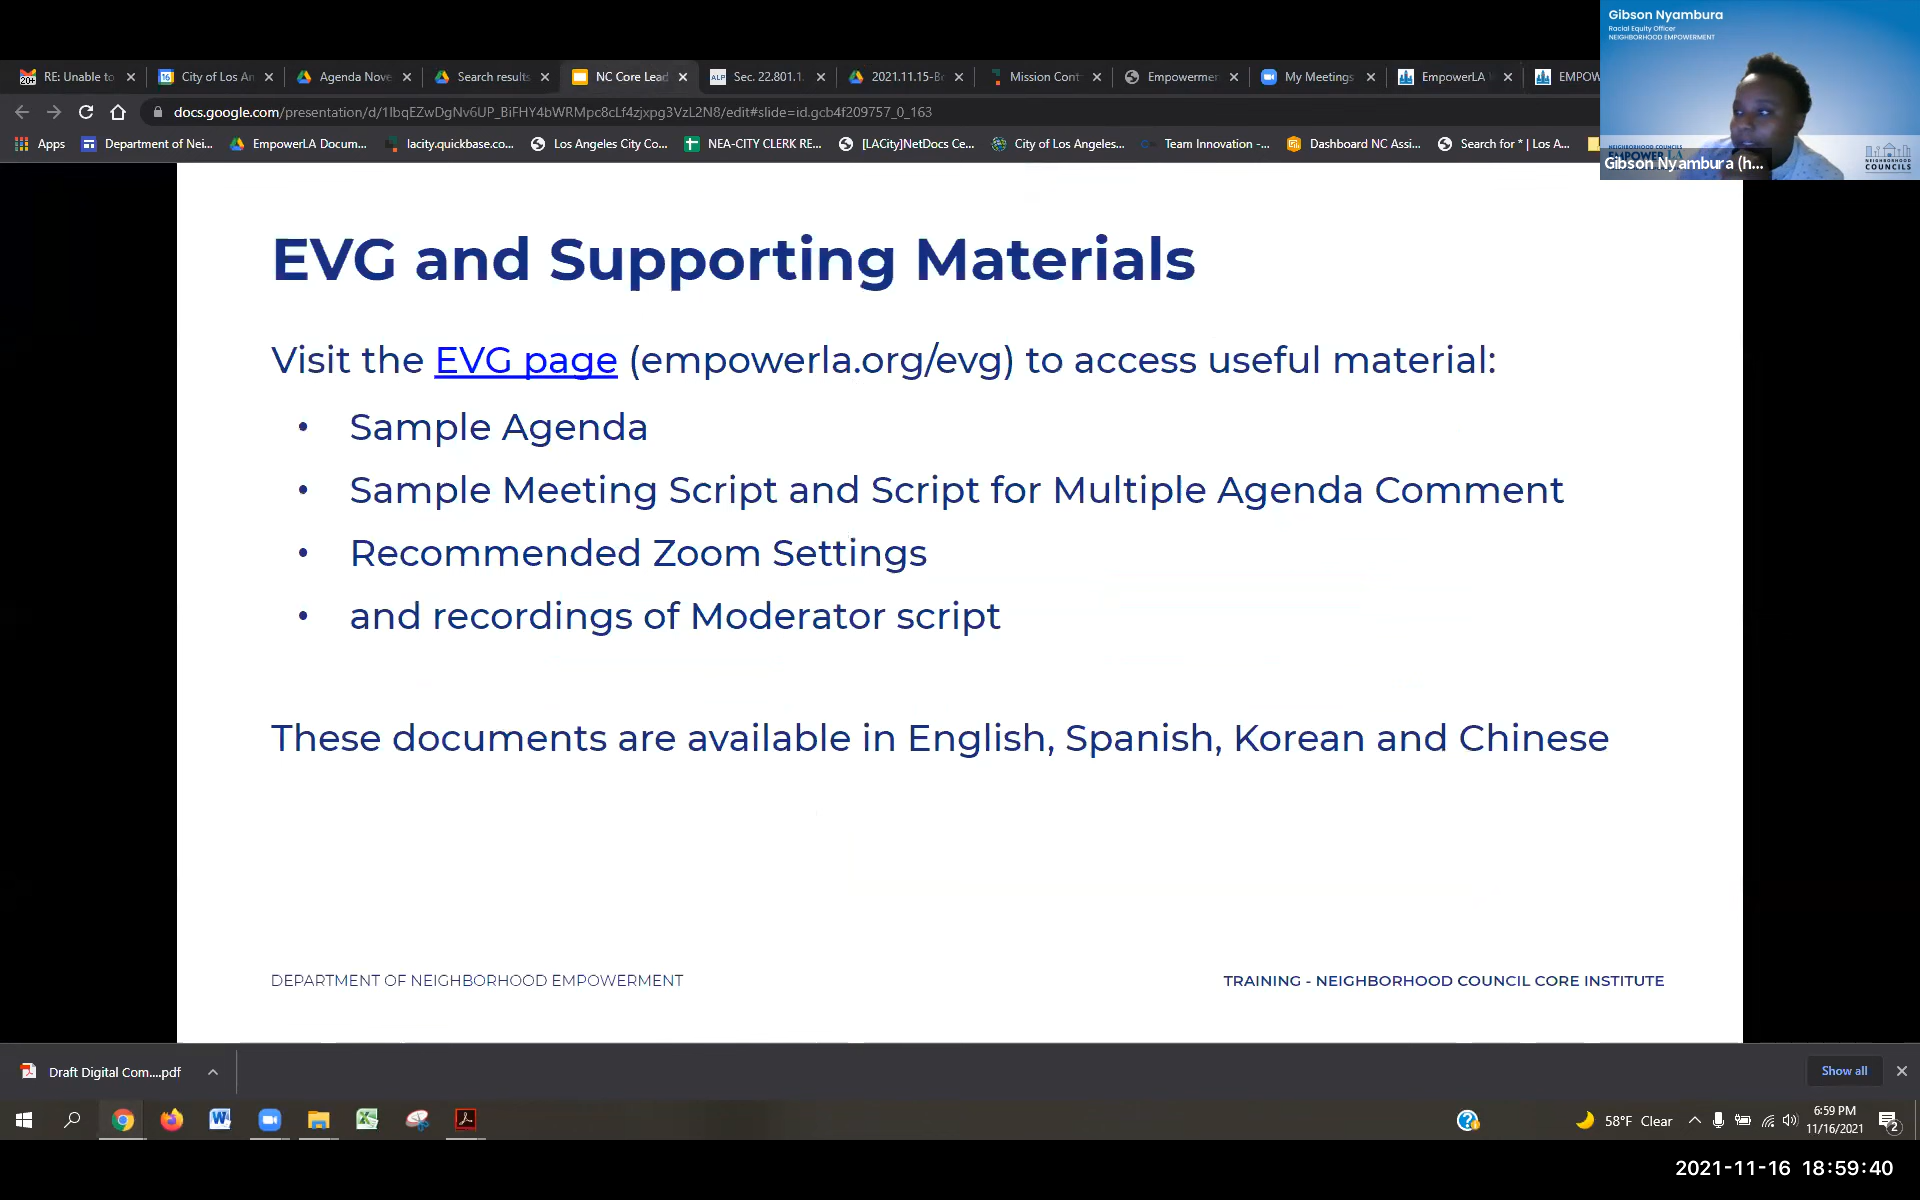 Gibson Nyambura
Racial Equity Officer
NEIGHBORHOOD EMPOWERMENT
RE: Unable to
City of Los An
Agenda Nove
Search results
NC Core Lead
Sec. 22.801.1.
2021.11.15-B
Mission Cont
Empowermen
My Meetings
EmpowerLA
EMPO
docs.google.com/presentation/d/1IbqEZwDgNv6UP_BiFHY4bWRMpc8cLf4zjxpg3VzL2N8/edit#slide=id.gcb4f209757_0_163
Apps
Department of Nei...
EmpowerLA Docum...
lacity.quickbase.co...
Los Angeles City Co...
NEA-CITY CLERK RE...
[LACity]NetDocs Ce...
City of Los Angeles...
Team Innovation -...
Dashboard NC Assi...
Search for * | Los A...
Gibson Nyambura (h...
NEIGHBORHOOD
COUNCILS
EVG and Supporting Materials
Visit the EVG page (empowerla.org/evg) to access useful material:
• Sample Agenda
• Sample Meeting Script and Script for Multiple Agenda Comment
• Recommended Zoom Settings
• and recordings of Moderator script
These documents are available in English, Spanish, Korean and Chinese
DEPARTMENT OF NEIGHBORHOOD EMPOWERMENT
TRAINING - NEIGHBORHOOD COUNCIL CORE INSTITUTE
Draft Digital Com....pdf
Show all
58°F Clear
6:59 PM
11/16/2021
2
2021-11-16 18:59:40